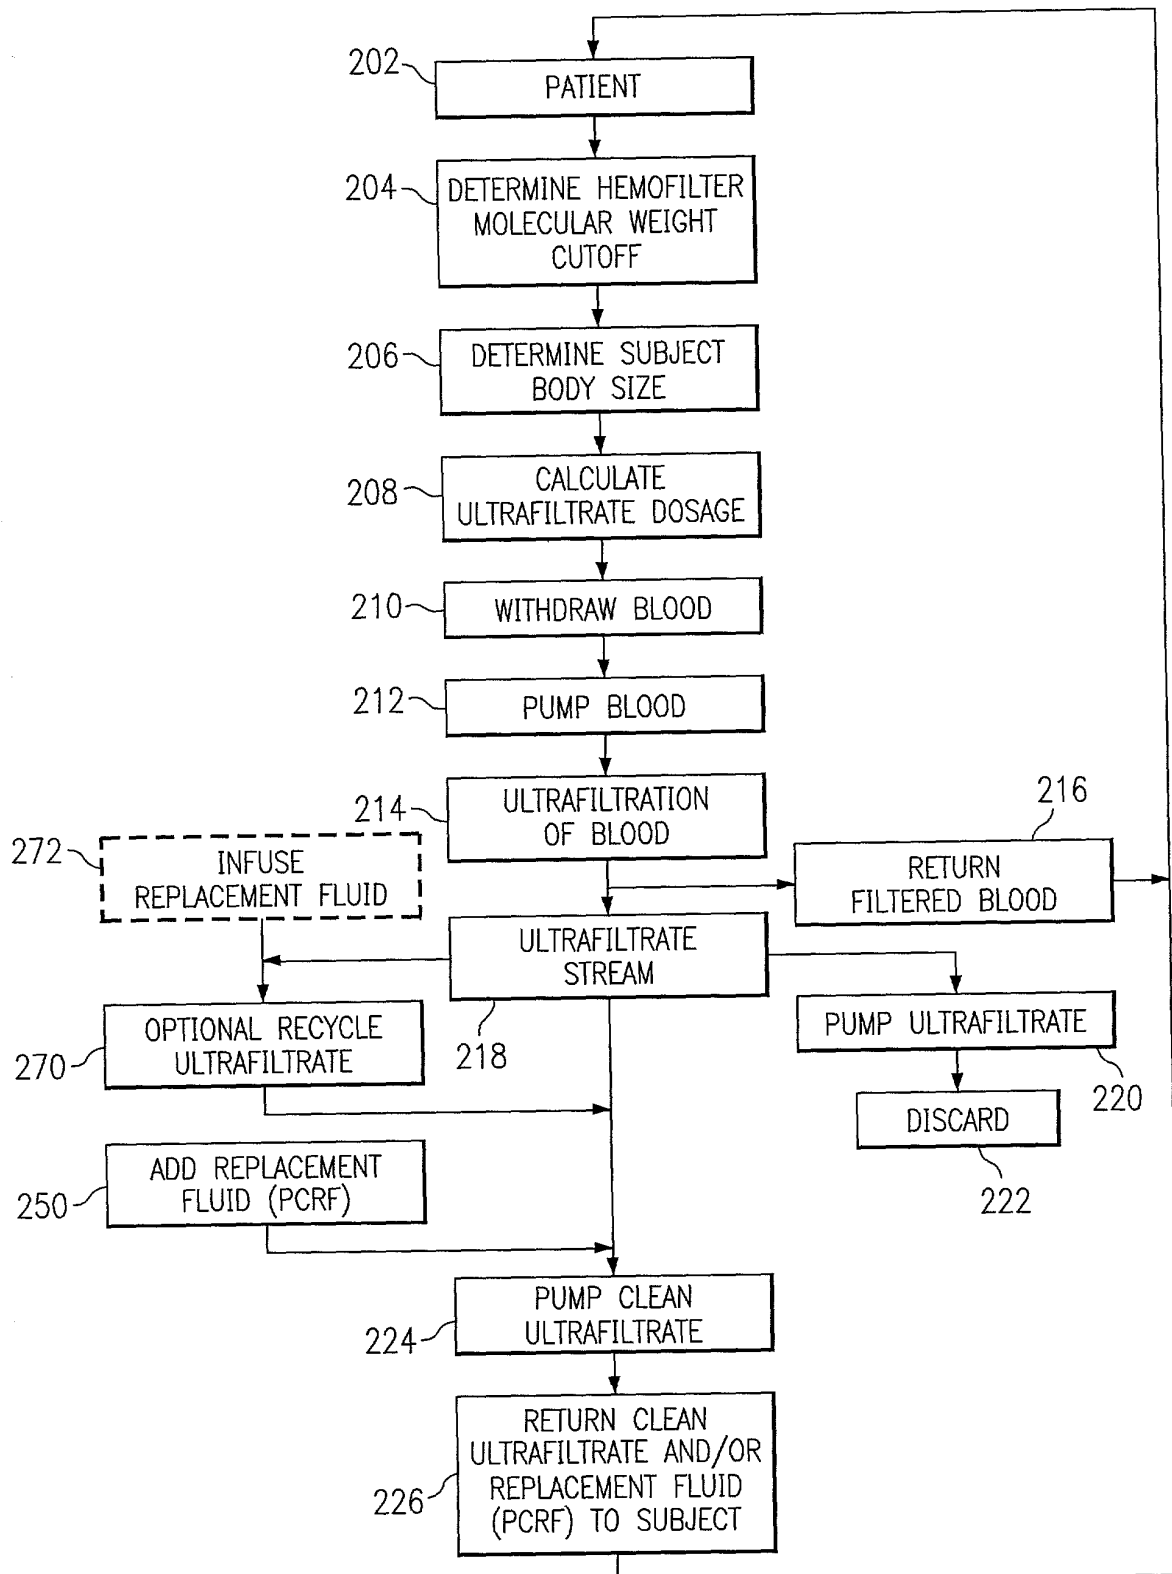 202
PATIENT
204
DETERMINE HEMOFILTER
MOLECULAR WEIGHT
CUTOFF
206
DETERMINE SUBJECT
BODY SIZE
208
CALCULATE
ULTRAFILTRATE DOSAGE
210
WITHDRAW BLOOD
212
PUMP BLOOD
214
ULTRAFILTRATION
OF BLOOD
216
RETURN
FILTERED BLOOD
272
INFUSE
REPLACEMENT FLUID
ULTRAFILTRATE
STREAM
218
270
OPTIONAL RECYCLE
ULTRAFILTRATE
PUMP ULTRAFILTRATE
220
DISCARD
222
250
ADD REPLACEMENT
FLUID (PCRF)
224
PUMP CLEAN
ULTRAFILTRATE
226
RETURN CLEAN
ULTRAFILTRATE AND/OR
REPLACEMENT FLUID
(PCRF) TO SUBJECT